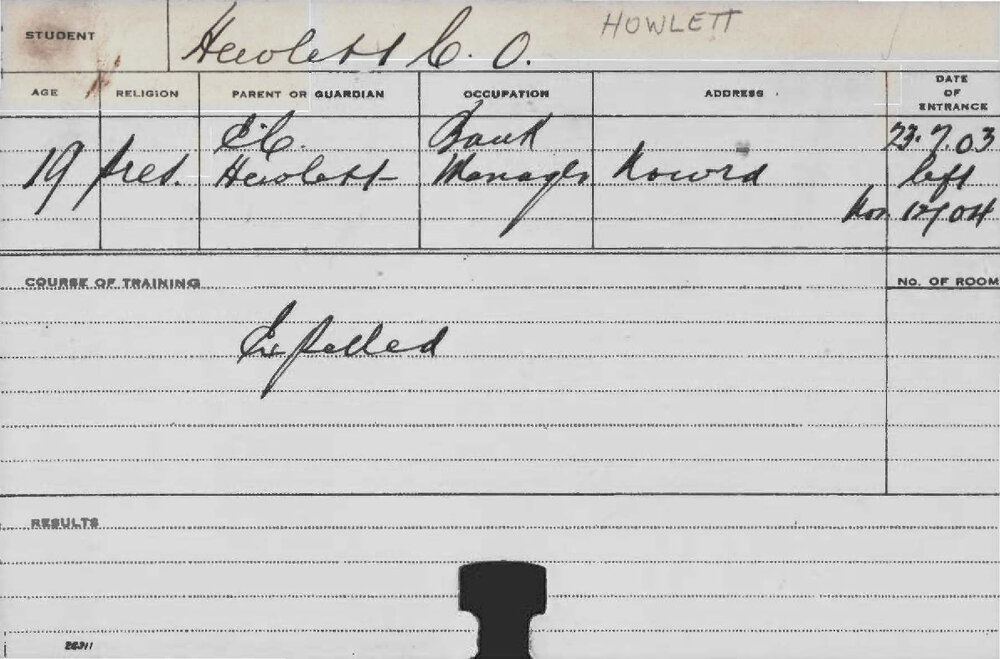 STUDENT Hewlett C. O. HOWLETT
AGE RELIGION PARENT OR GUARDIAN OCCUPATION ADDRESS DATE OF ENTRANCE
E.C. Bank 23.7.03
19 Pres. Hewlett Manager Nowra left
Nov 12/04
COURSE OF TRAINING No. OF ROOM
Expelled
RESULTS
26311